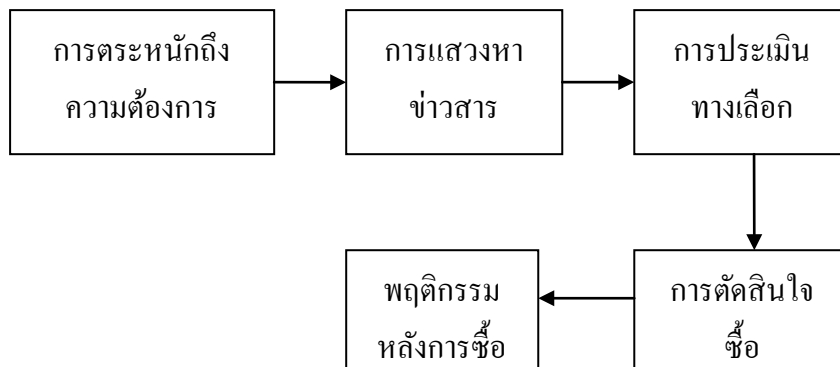 การตระหนักถึง
ความต้องการ
การแสวงหา
ข่าวสาร
การประเมิน
ทางเลือก
การตัดสินใจ
ซื้อ
พฤติกรรม
หลังการซื้อ